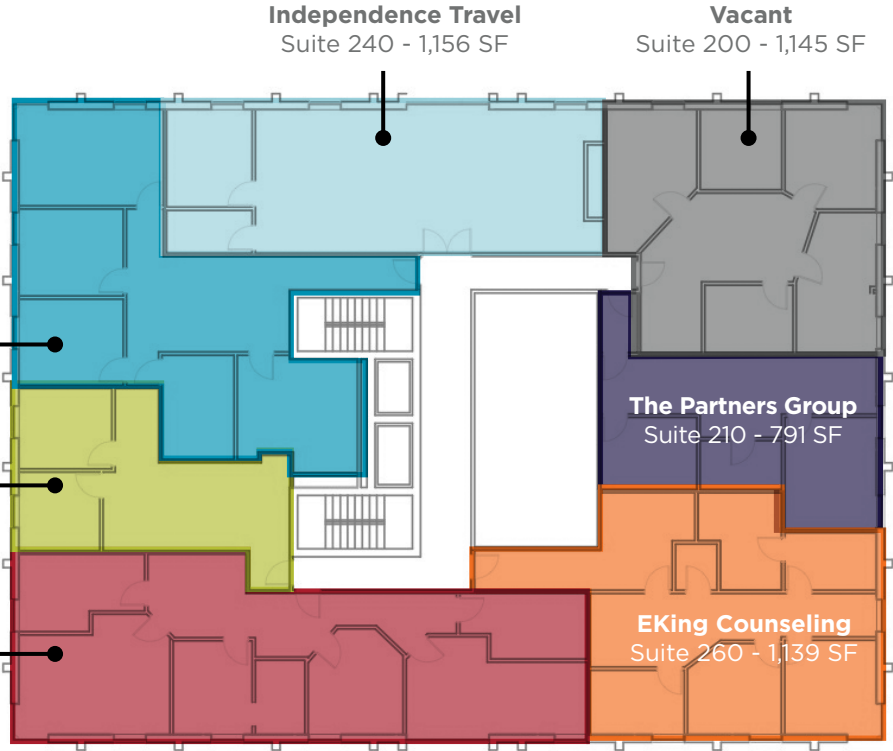 Independence Travel
Suite 240 - 1,156 SF
Vacant
Suite 200 - 1,145 SF
The Partners Group
Suite 210 - 791 SF
EKing Counseling
Suite 260 - 1,139 SF